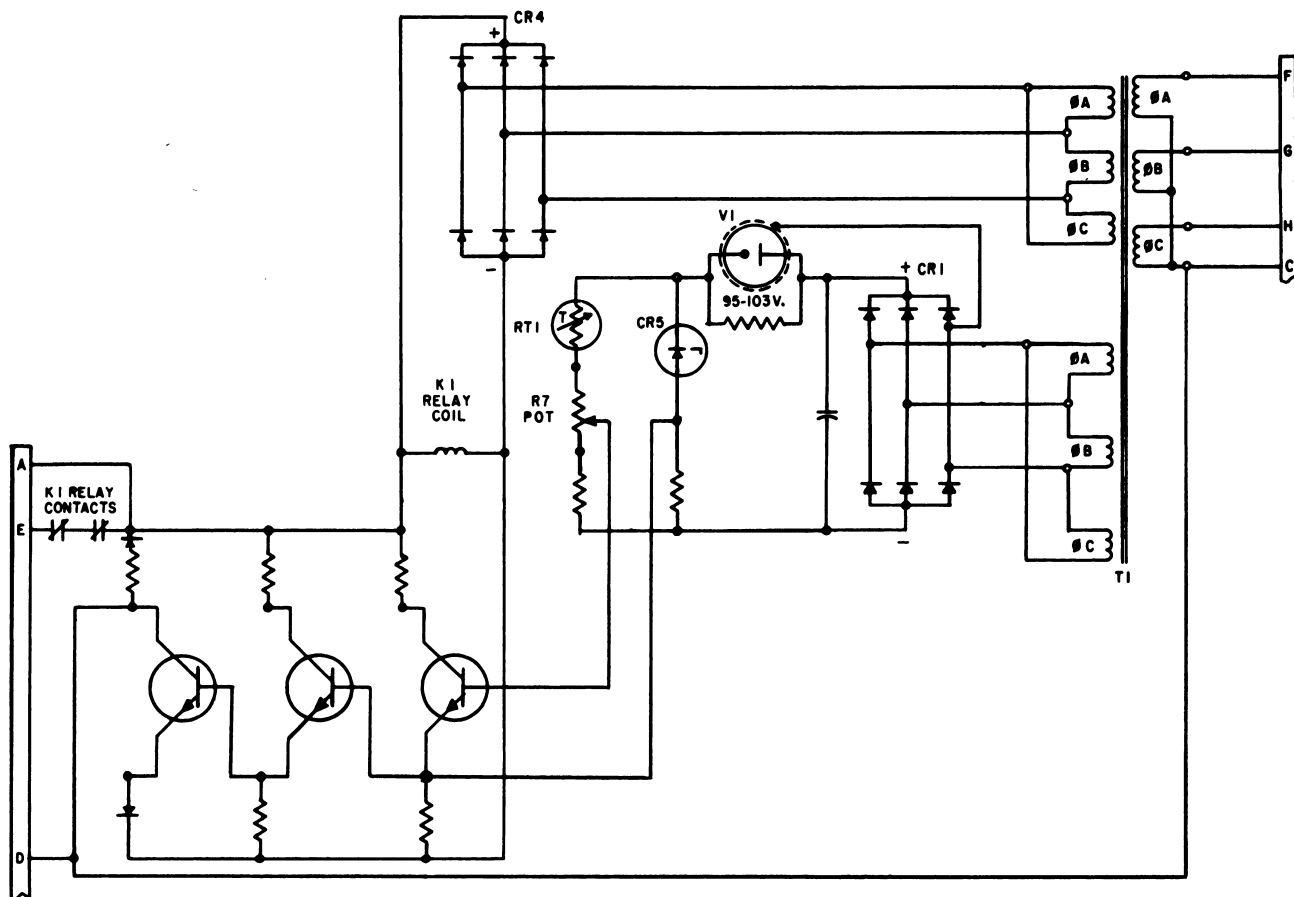 CR4
+
F
ØA
ØA
G
ØB
ØB
V1
H
ØC
ØC
-
+ CR1
C
95-103V.
T
RT1
CR5
ØA
K1
RELAY
COIL
R7
POT
ØB
A
K1 RELAY
CONTACTS
E
-
ØC
T1
D